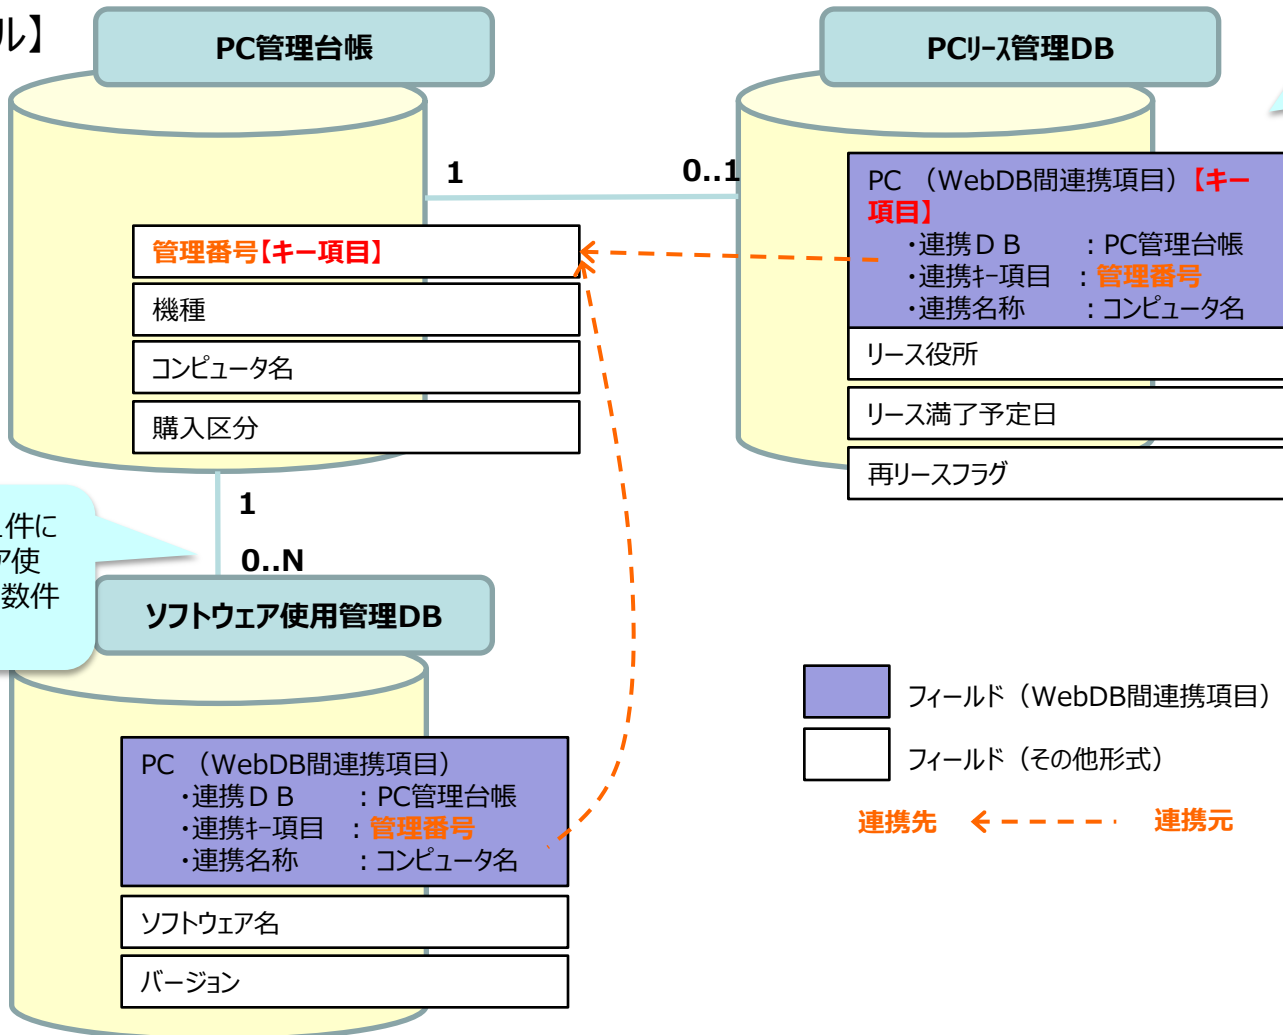 ル】
PC管理台帳
PCリース管理DB
1
0..1
管理番号【キー項目】
機種
コンピュータ名
購入区分
PC （WebDB間連携項目）【キー
項目】
・連携ＤＢ ：PC管理台帳
・連携ｷｰ項目 ：管理番号
・連携名称 ：コンピュータ名
リース役所
リース満了予定日
再リースフラグ
1
0..N
件に
ア使
数件
ソフトウェア使用管理DB
PC （WebDB間連携項目）
・連携ＤＢ ：PC管理台帳
・連携ｷｰ項目 ：管理番号
・連携名称 ：コンピュータ名
ソフトウェア名
バージョン
フィールド（WebDB間連携項目）
フィールド（その他形式）
連携先 連携元